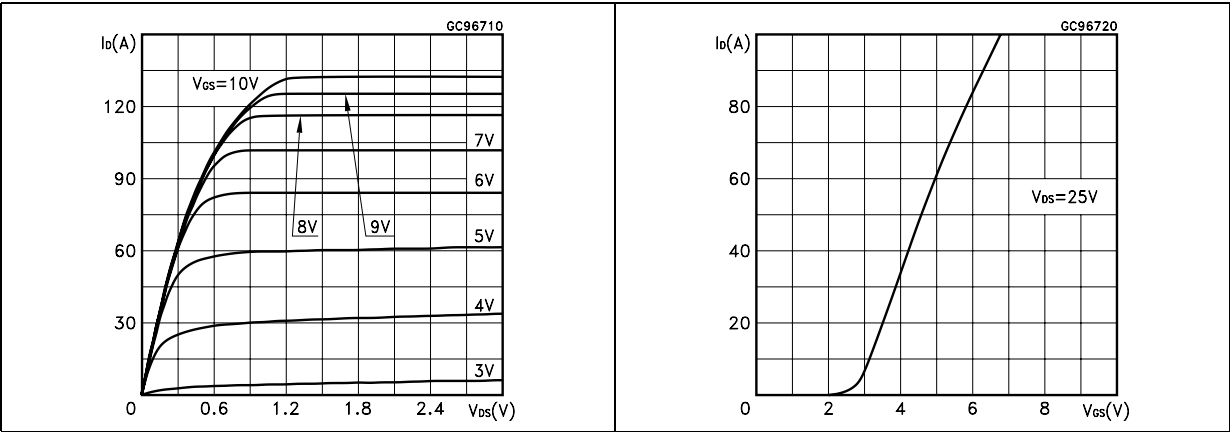 GC96710
ID(A)
VGS=10V
120
7V
90
6V
8V
9V
60
5V
4V
30
3V
0
0.6
1.2
1.8
2.4
VDS(V)
GC96720
ID(A)
80
60
VDS=25V
40
20
0
2
4
6
8
VGS(V)